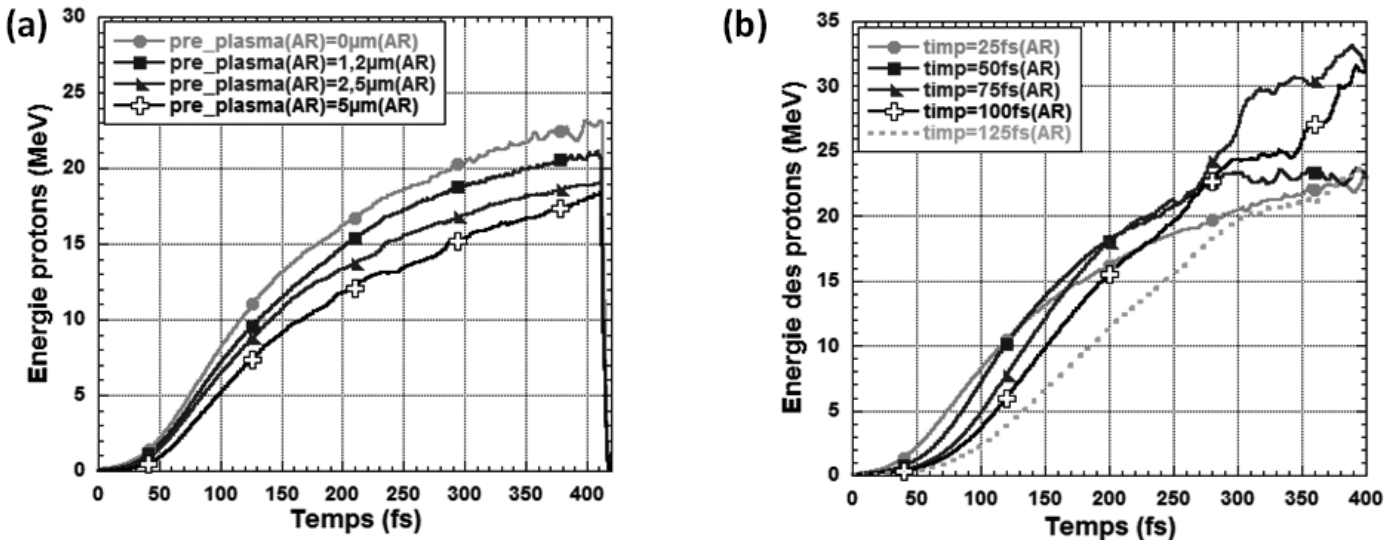 (a)
30
25
20
15
10
5
0
Energie protons (MeV)
pre_plasma(AR)=0µm(AR)
pre_plasma(AR)=1,2µm(AR)
pre_plasma(AR)=2,5µm(AR)
pre_plasma(AR)=5µm(AR)
0 50 100 150 200 250 300 350 400
Temps (fs)
(b)
35
30
25
20
15
10
5
0
Energie des protons (MeV)
timp=25fs(AR)
timp=50fs(AR)
timp=75fs(AR)
timp=100fs(AR)
timp=125fs(AR)
0 50 100 150 200 250 300 350 400
Temps (fs)